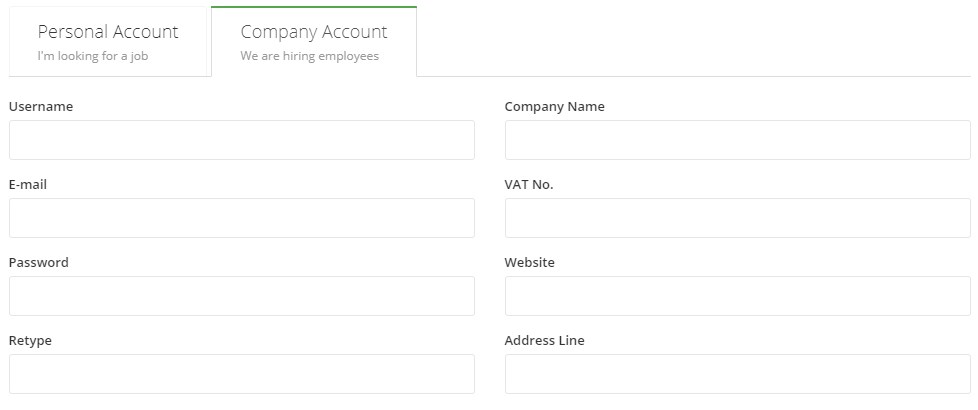 Personal Account
I'm looking for a job
Company Account
We are hiring employees
Username
Company Name
E-mail
VAT No.
Password
Website
Retype
Address Line